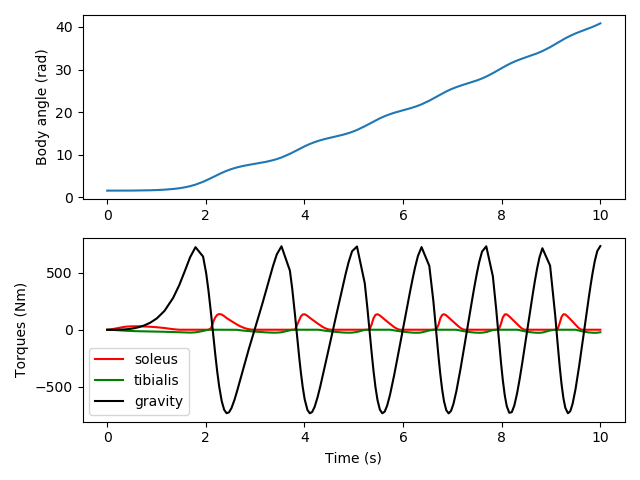 Body angle (rad)
40
30
20
10
0
0 2 4 6 8 10
Torques (Nm)
500
0
−500
soleus
tibialis
gravity
0 2 4 6 8 10
Time (s)